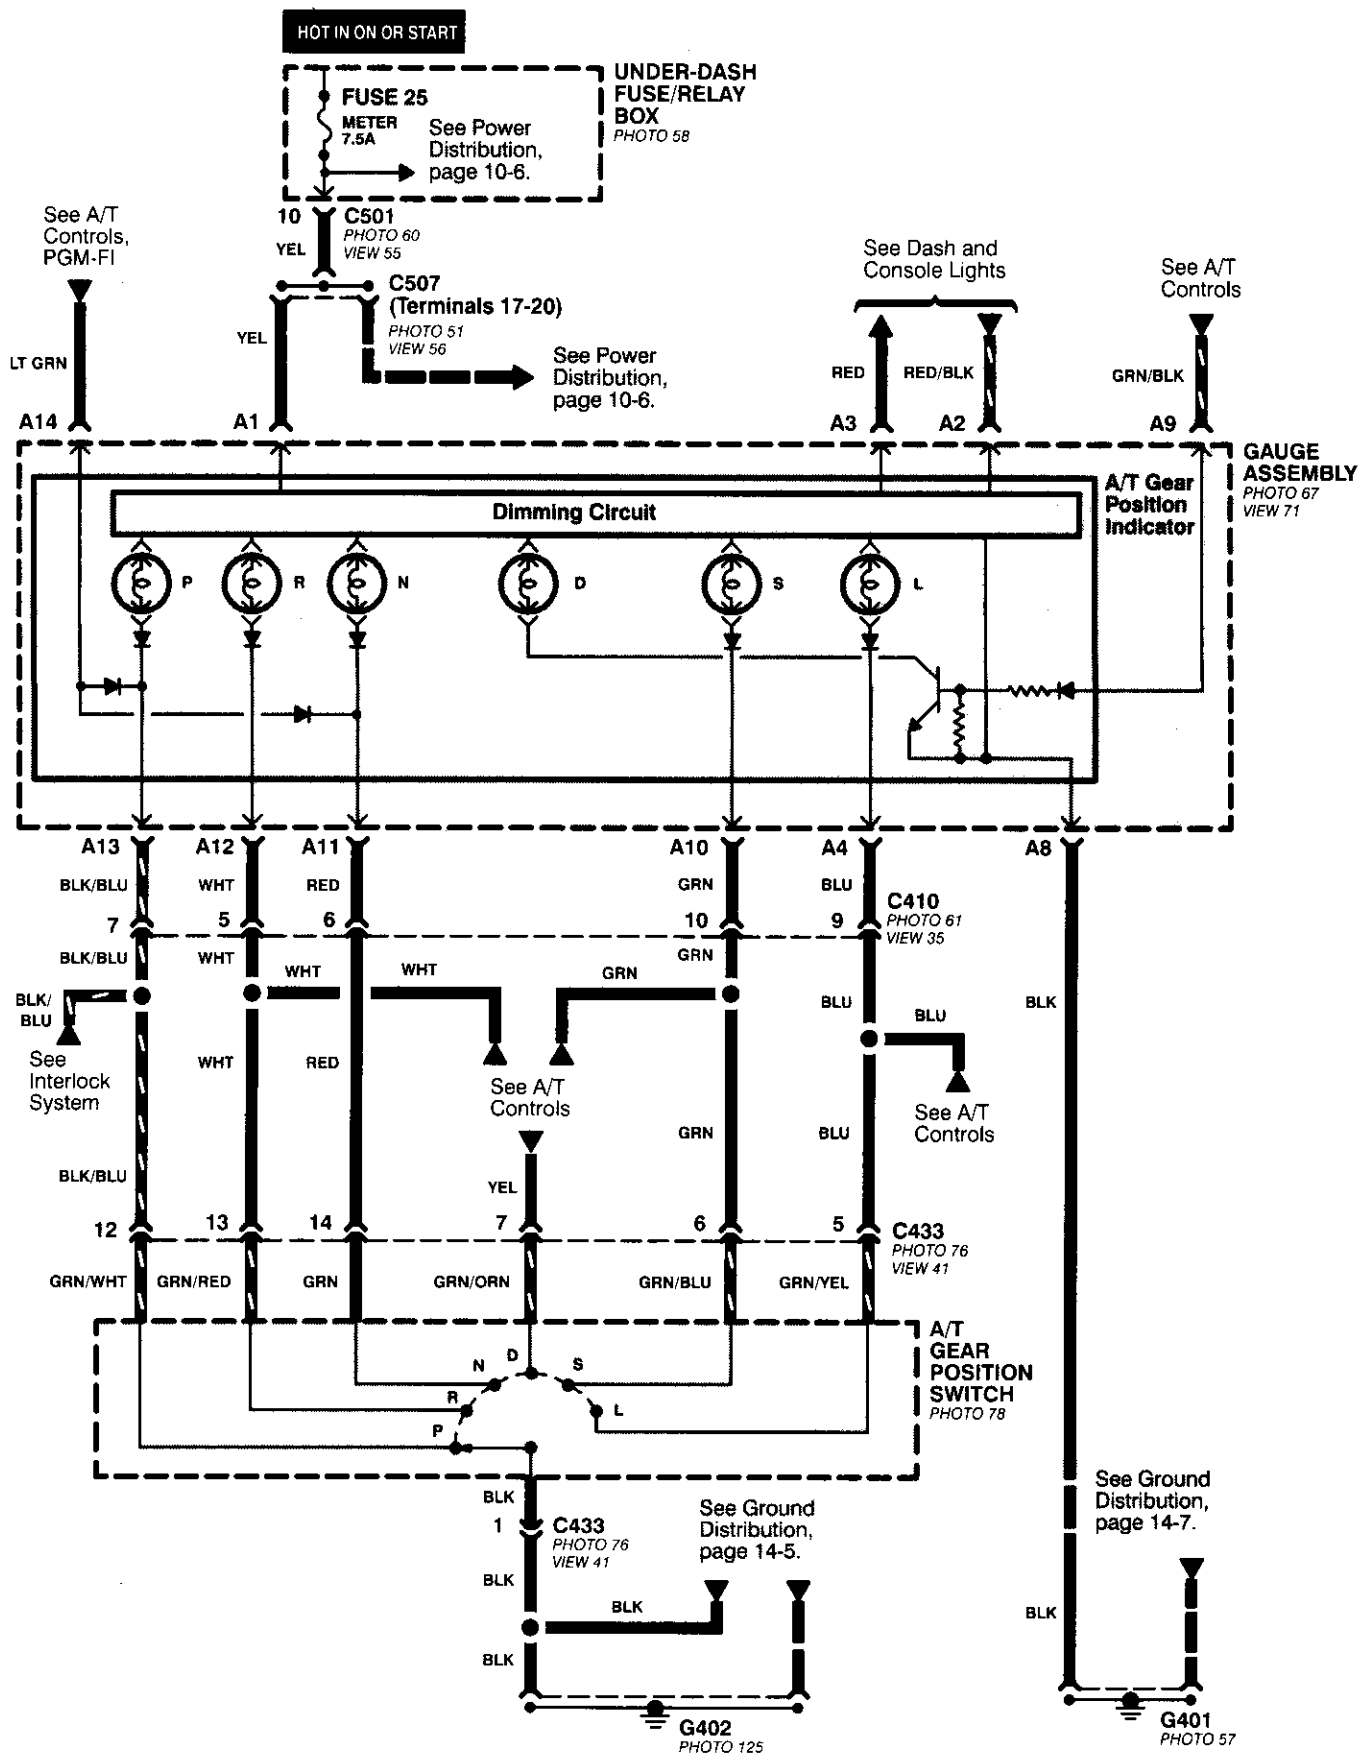 HOT IN ON OR START
UNDER-DASH
FUSE/RELAY
BOX
PHOTO 58
FUSE 25
METER
7.5A
See Power
Distribution,
page 10-6.
10
C501
PHOTO 60
VIEW 55
YEL
See A/T
Controls,
PGM-FI
C507
(Terminals 17-20)
PHOTO 51
VIEW 56
See Dash and
Console Lights
See A/T
Controls
LT GRN
YEL
See Power
Distribution,
page 10-6.
RED
RED/BLK
GRN/BLK
A14
A1
A3
A2
A9
GAUGE
ASSEMBLY
PHOTO 67
VIEW 71
A/T Gear
Position
Indicator
Dimming Circuit
P
R
N
D
S
L
A13
A12
A11
A10
A4
A8
BLK/BLU
WHT
RED
GRN
BLU
C410
PHOTO 61
VIEW 35
7
5
6
10
9
BLK/BLU
WHT
GRN
WHT
WHT
GRN
BLK/
BLU
BLU
BLU
BLK
See
Interlock
System
WHT
RED
See A/T
Controls
See A/T
Controls
GRN
BLU
BLK/BLU
YEL
12
13
14
7
6
5
C433
PHOTO 76
VIEW 41
GRN/WHT
GRN/RED
GRN
GRN/ORN
GRN/BLU
GRN/YEL
A/T
GEAR
POSITION
SWITCH
PHOTO 78
P
R
N
D
S
L
BLK
1
C433
PHOTO 76
VIEW 41
See Ground
Distribution,
page 14-5.
See Ground
Distribution,
page 14-7.
BLK
BLK
BLK
BLK
G402
PHOTO 125
G401
PHOTO 57